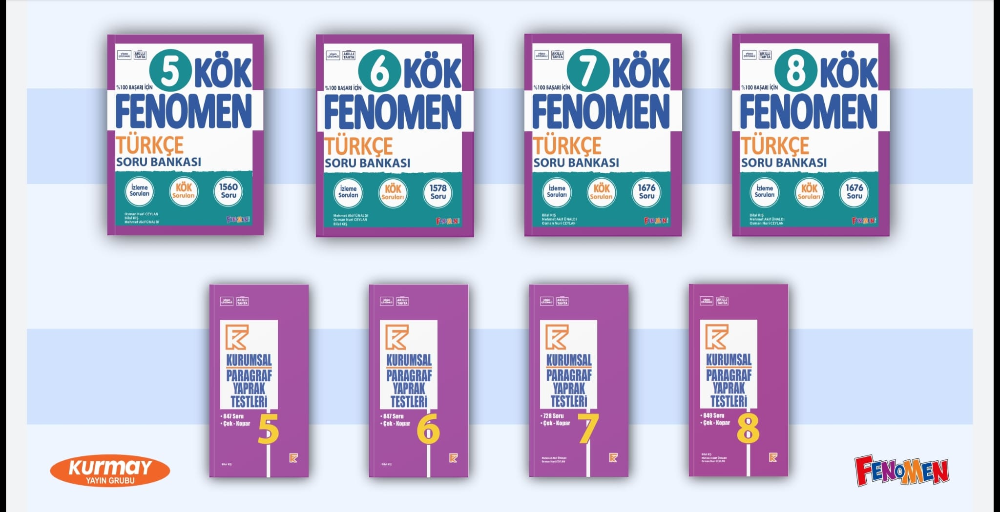 VİDEO
ÇÖZÜMLÜ
AKILLI
TAHTA
5 KÖK
%100 BAŞARI İÇİN
FENOMEN
TÜRKÇE
SORU BANKASI
İzleme
Soruları
KÖK
Soruları
1560
Soru
Osman Nuri CEYLAN
Bilal KIŞ
Mehmet Akif ÜNALDI
FENOMEN
VİDEO
ÇÖZÜMLÜ
AKILLI
TAHTA
6 KÖK
%100 BAŞARI İÇİN
FENOMEN
TÜRKÇE
SORU BANKASI
İzleme
Soruları
KÖK
Soruları
1578
Soru
Mehmet Akif ÜNALDI
Osman Nuri CEYLAN
Bilal KIŞ
FENOMEN
VİDEO
ÇÖZÜMLÜ
AKILLI
TAHTA
7 KÖK
%100 BAŞARI İÇİN
FENOMEN
TÜRKÇE
SORU BANKASI
İzleme
Soruları
KÖK
Soruları
1676
Soru
Bilal KIŞ
Mehmet Akif ÜNALDI
Osman Nuri CEYLAN
FENOMEN
VİDEO
ÇÖZÜMLÜ
AKILLI
TAHTA
8 KÖK
%100 BAŞARI İÇİN
FENOMEN
TÜRKÇE
SORU BANKASI
İzleme
Soruları
KÖK
Soruları
1676
Soru
Bilal KIŞ
Mehmet Akif ÜNALDI
Osman Nuri CEYLAN
FENOMEN
VİDEO
ÇÖZÜMLÜ
AKILLI
TAHTA
KURUMSAL
PARAGRAF
YAPRAK
TESTLERİ
• 847 Soru
• Çek - Kopar
5
Bilal KIŞ
VİDEO
ÇÖZÜMLÜ
AKILLI
TAHTA
KURUMSAL
PARAGRAF
YAPRAK
TESTLERİ
• 847 Soru
• Çek - Kopar
6
Bilal KIŞ
VİDEO
ÇÖZÜMLÜ
AKILLI
TAHTA
KURUMSAL
PARAGRAF
YAPRAK
TESTLERİ
• 728 Soru
• Çek - Kopar
7
Mehmet Akif ÜNALDI
Osman Nuri CEYLAN
VİDEO
ÇÖZÜMLÜ
AKILLI
TAHTA
KURUMSAL
PARAGRAF
YAPRAK
TESTLERİ
• 849 Soru
• Çek - Kopar
8
Bilal KIŞ
Mehmet Akif ÜNALDI
Osman Nuri CEYLAN
Kurmay
YAYIN GRUBU
FENOMEN